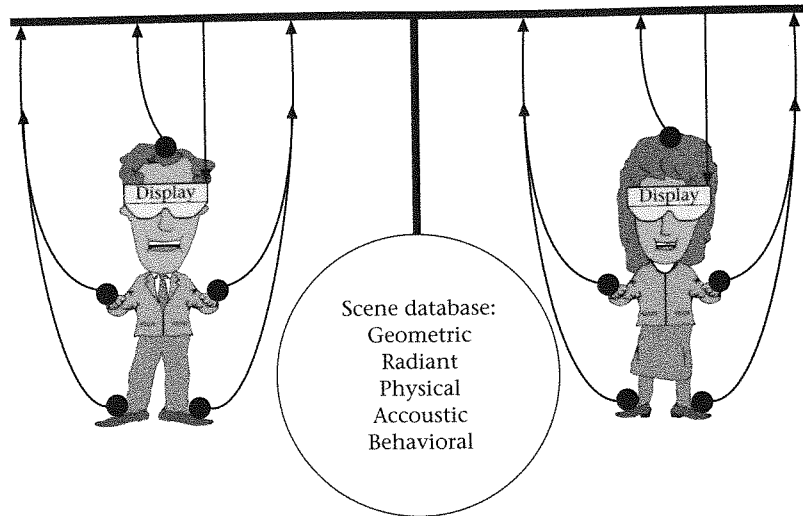 Display
Display
Scene database:
Geometric
Radiant
Physical
Accoustic
Behavioral